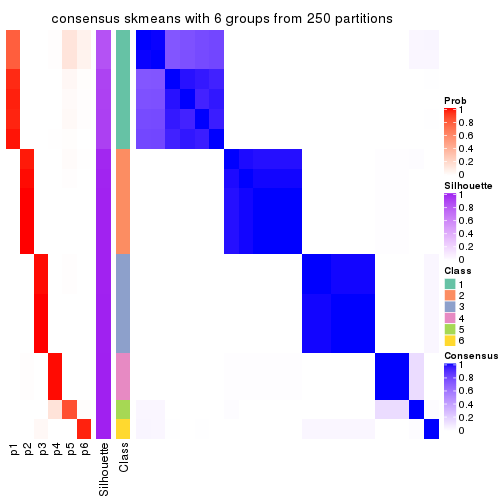 consensus skmeans with 6 groups from 250 partitions
Prob
1
0.8
0.6
0.4
0.2
0
Silhouette
1
0.8
0.6
0.4
0.2
0
Class
1
2
3
4
5
6
Consensus
1
0.8
0.6
0.4
0.2
0
p1
p2
p3
p4
p5
p6
Silhouette
Class